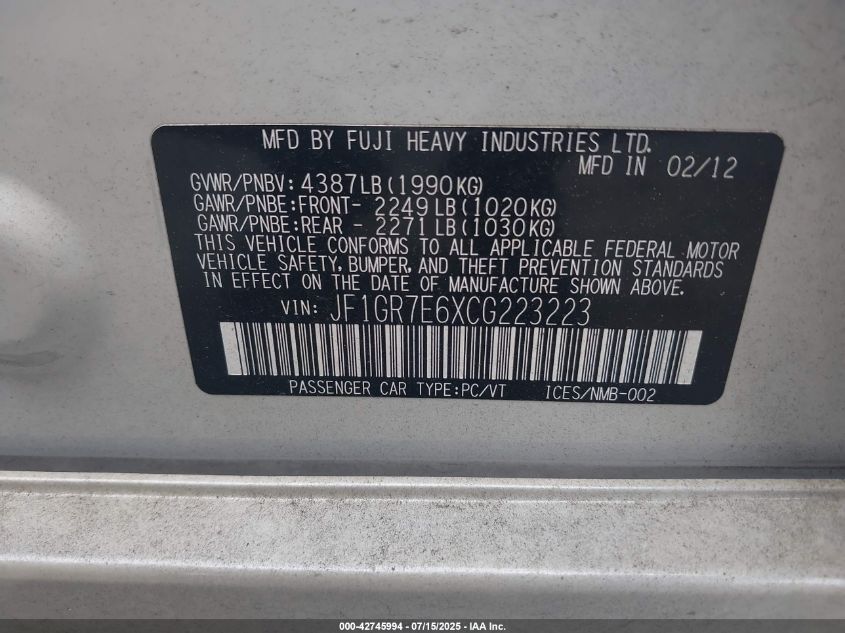 MFD BY FUJI HEAVY INDUSTRIES LTD.
MFD IN 02/12
GVWR/PNBV: 4387LB(1990KG)
GAWR/PNBE:FRONT- 2249LB(1020KG)
GAWR/PNBE:REAR - 2271LB(1030KG)
THIS VEHICLE CONFORMS TO ALL APPLICABLE FEDERAL MOTOR
VEHICLE SAFETY, BUMPER, AND THEFT PREVENTION STANDARDS
IN EFFECT ON THE DATE OF MANUFACTURE SHOWN ABOVE.
VIN: JF1GR7E6XCG223223
PASSENGER CAR TYPE:PC/VT ICES/NMB-002
000-42745994 - 07/15/2025 - IAA Inc.